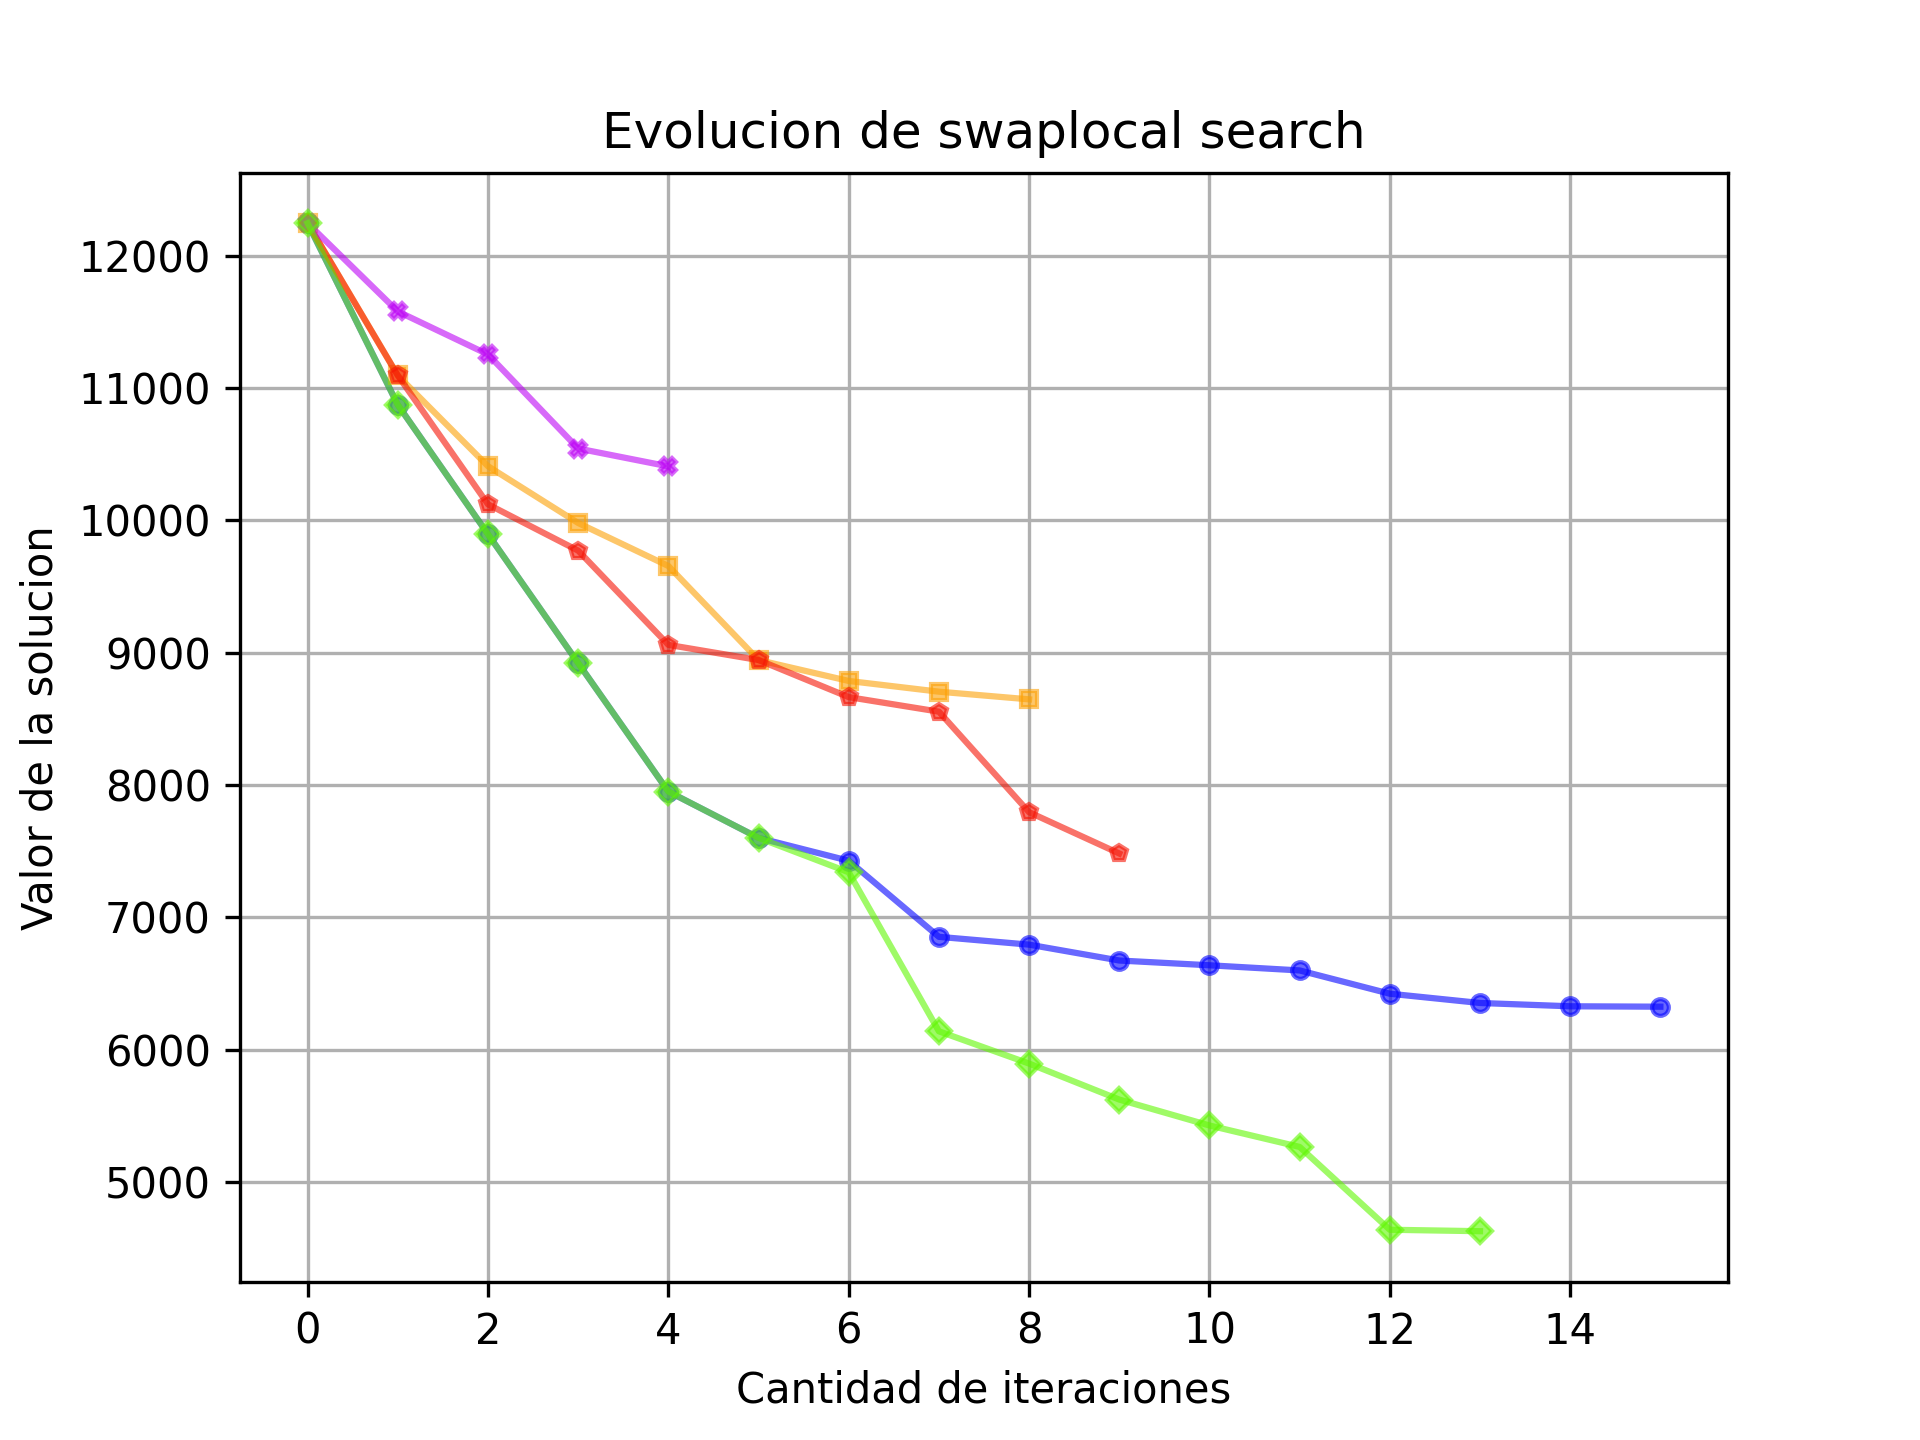 Evolucion de swaplocal search
12000
11000
10000
9000
8000
7000
6000
5000
Valor de la solucion
0 2 4 6 8 10 12 14
Cantidad de iteraciones